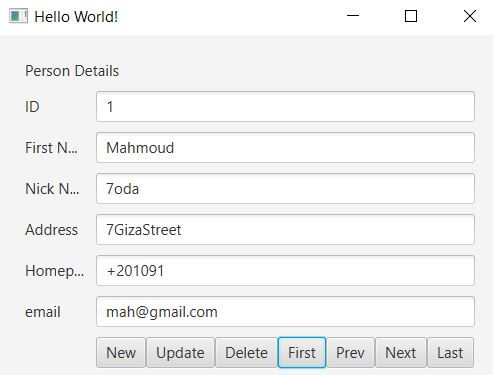 Hello World!
Person Details
ID 1
First N... Mahmoud
Nick N... 7oda
Address 7GizaStreet
Homep... +201091
email mah@gmail.com
New Update Delete First Prev Next Last